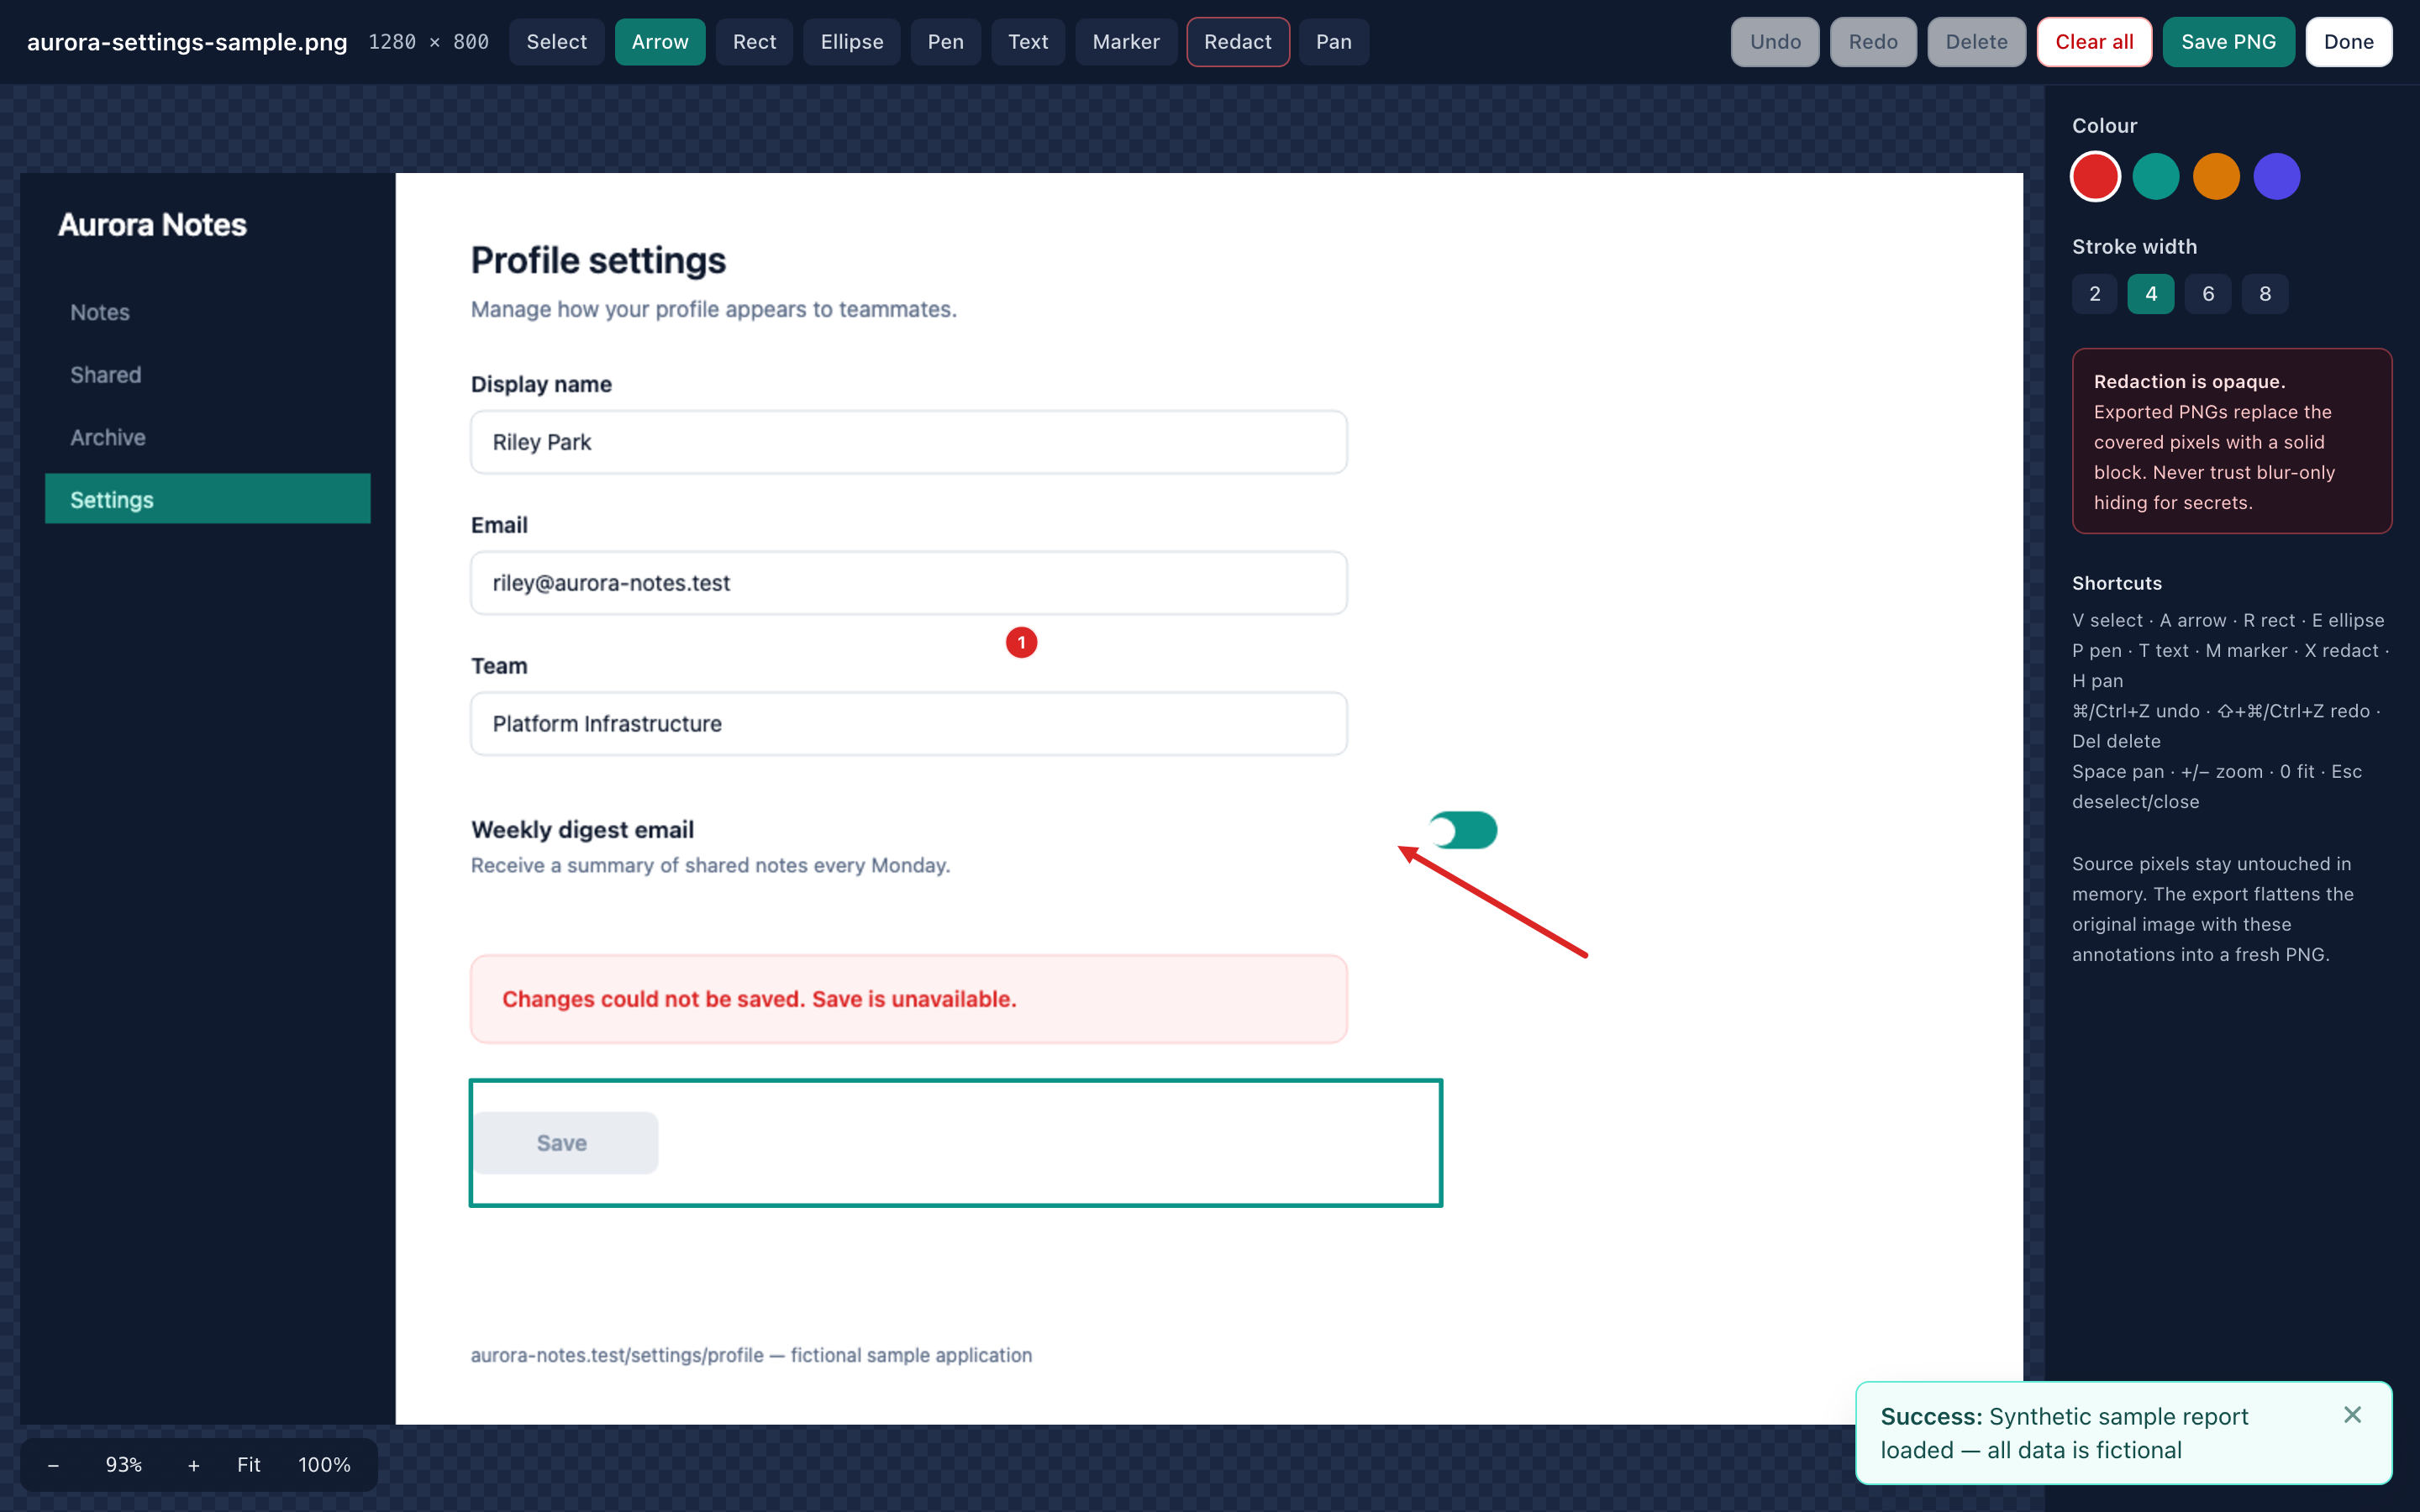 aurora-settings-sample.png 1280 × 800 Select Arrow Rect Ellipse Pen Text Marker Redact Pan Undo Redo Delete Clear all Save PNG Done
Aurora Notes
Notes
Shared
Archive
Settings
Profile settings
Manage how your profile appears to teammates.
Display name
Riley Park
Email
riley@aurora-notes.test
1
Team
Platform Infrastructure
Weekly digest email
Receive a summary of shared notes every Monday.
Changes could not be saved. Save is unavailable.
Save
aurora-notes.test/settings/profile — fictional sample application
Colour
Stroke width
2 4 6 8
Redaction is opaque.
Exported PNGs replace the
covered pixels with a solid
block. Never trust blur-only
hiding for secrets.
Shortcuts
V select · A arrow · R rect · E ellipse
P pen · T text · M marker · X redact ·
H pan
⌘/Ctrl+Z undo · ⇧+⌘/Ctrl+Z redo ·
Del delete
Space pan · +/− zoom · 0 fit · Esc
deselect/close
Source pixels stay untouched in
memory. The export flattens the
original image with these
annotations into a fresh PNG.
− 93% + Fit 100%
Success: Synthetic sample report
loaded — all data is fictional